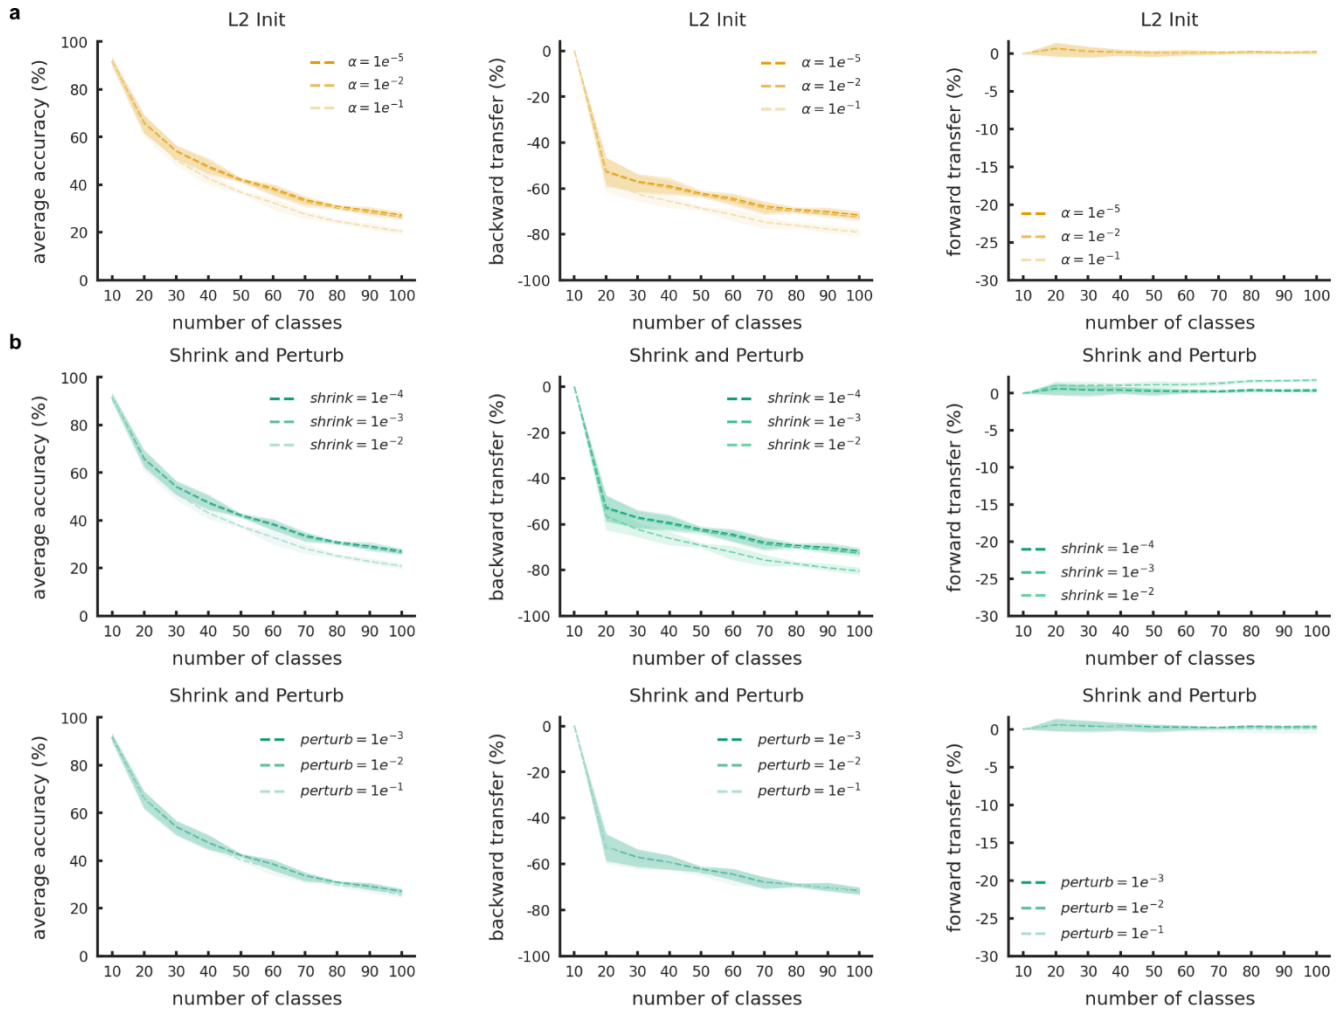 a
L2 Init
average accuracy (%)
100
80
60
40
20
0
α = 1e⁻⁵
α = 1e⁻²
α = 1e⁻¹
10 20 30 40 50 60 70 80 90 100
number of classes
backward transfer (%)
0
-20
-40
-60
-80
-100
α = 1e⁻⁵
α = 1e⁻²
α = 1e⁻¹
10 20 30 40 50 60 70 80 90 100
number of classes
forward transfer (%)
0
-5
-10
-15
-20
-25
-30
α = 1e⁻⁵
α = 1e⁻²
α = 1e⁻¹
10 20 30 40 50 60 70 80 90 100
number of classes
b
Shrink and Perturb
average accuracy (%)
100
80
60
40
20
0
shrink = 1e⁻⁴
shrink = 1e⁻³
shrink = 1e⁻²
10 20 30 40 50 60 70 80 90 100
number of classes
backward transfer (%)
0
-20
-40
-60
-80
-100
shrink = 1e⁻⁴
shrink = 1e⁻³
shrink = 1e⁻²
10 20 30 40 50 60 70 80 90 100
number of classes
Shrink and Perturb
forward transfer (%)
0
-5
-10
-15
-20
-25
-30
shrink = 1e⁻⁴
shrink = 1e⁻³
shrink = 1e⁻²
10 20 30 40 50 60 70 80 90 100
number of classes
Shrink and Perturb
average accuracy (%)
100
80
60
40
20
0
perturb = 1e⁻³
perturb = 1e⁻²
perturb = 1e⁻¹
10 20 30 40 50 60 70 80 90 100
number of classes
backward transfer (%)
0
-20
-40
-60
-80
-100
perturb = 1e⁻³
perturb = 1e⁻²
perturb = 1e⁻¹
10 20 30 40 50 60 70 80 90 100
number of classes
Shrink and Perturb
forward transfer (%)
0
-5
-10
-15
-20
-25
-30
perturb = 1e⁻³
perturb = 1e⁻²
perturb = 1e⁻¹
10 20 30 40 50 60 70 80 90 100
number of classes